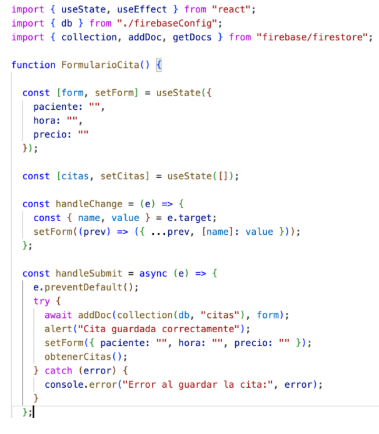 import { useState, useEffect } from "react";
import { db } from "./firebaseConfig";
import { collection, addDoc, getDocs } from "firebase/firestore";
function FormularioCita() {
const [form, setForm] = useState({
paciente: "",
hora: "",
precio: ""
});
const [citas, setCitas] = useState([]);
const handleChange = (e) => {
const { name, value } = e.target;
setForm((prev) => ({ ...prev, [name]: value }));
};
const handleSubmit = async (e) => {
e.preventDefault();
try {
await addDoc(collection(db, "citas"), form);
alert("Cita guardada correctamente");
setForm({ paciente: "", hora: "", precio: "" });
obtenerCitas();
} catch (error) {
console.error("Error al guardar la cita:", error);
}
};